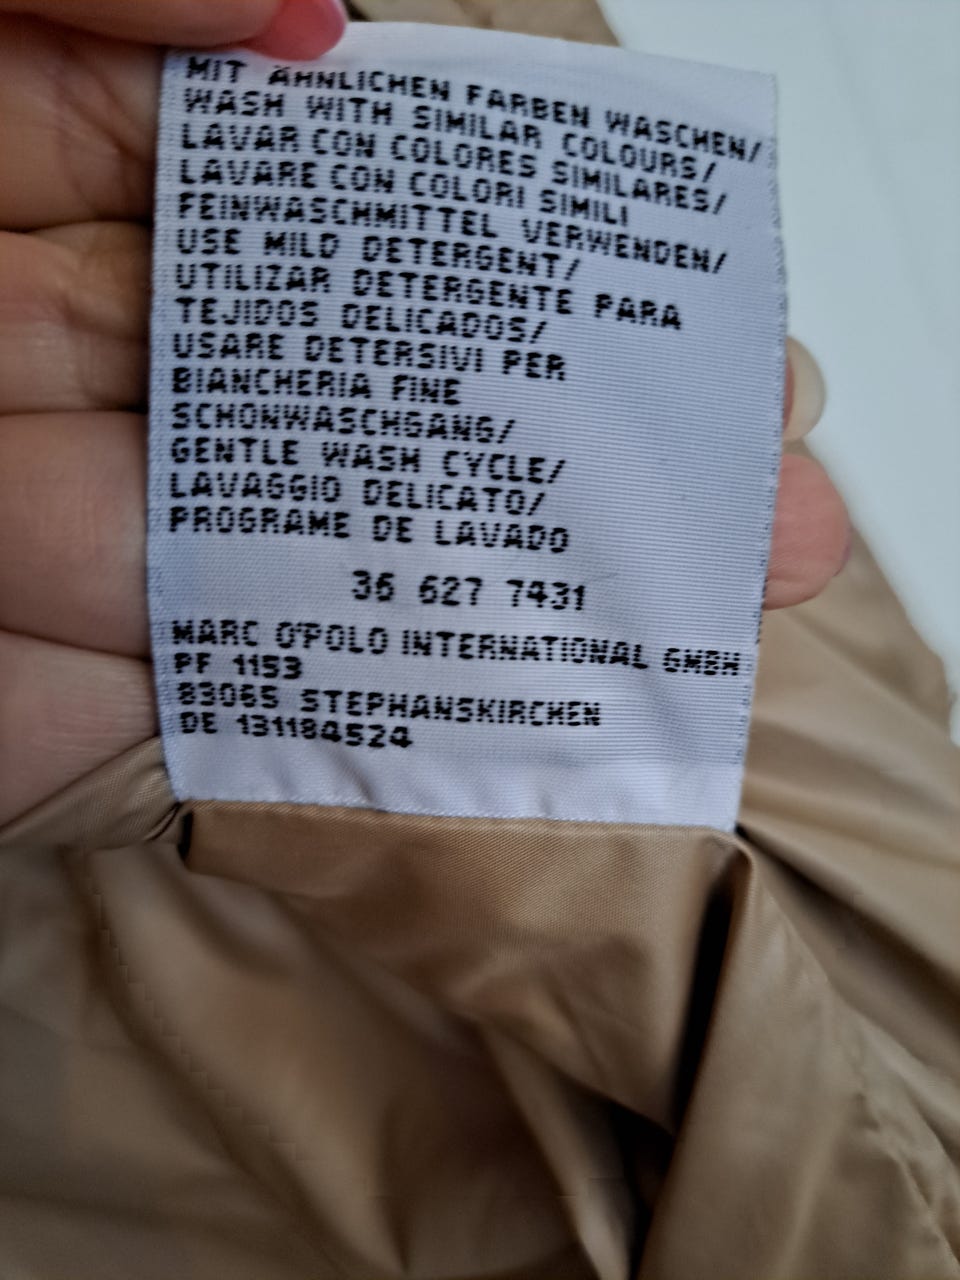 MIT ÄHNLICHEN FARBEN WASCHEN/
WASH WITH SIMILAR COLOURS/
LAVAR CON COLORES SIMILARES/
LAVARE CON COLORI SIMILI
FEINWASCHMITTEL VERWENDEN/
USE MILD DETERGENT/
UTILIZAR DETERGENTE PARA
TEJIDOS DELICADOS/
USARE DETERSIVI PER
BIANCHERIA FINE
SCHONWASCHGANG/
GENTLE WASH CYCLE/
LAVAGGIO DELICATO/
PROGRAME DE LAVADO
36 627 7431
MARC O'POLO INTERNATIONAL GMBH
PF 1153
83065 STEPHANSKIRCHEN
DE 131184524